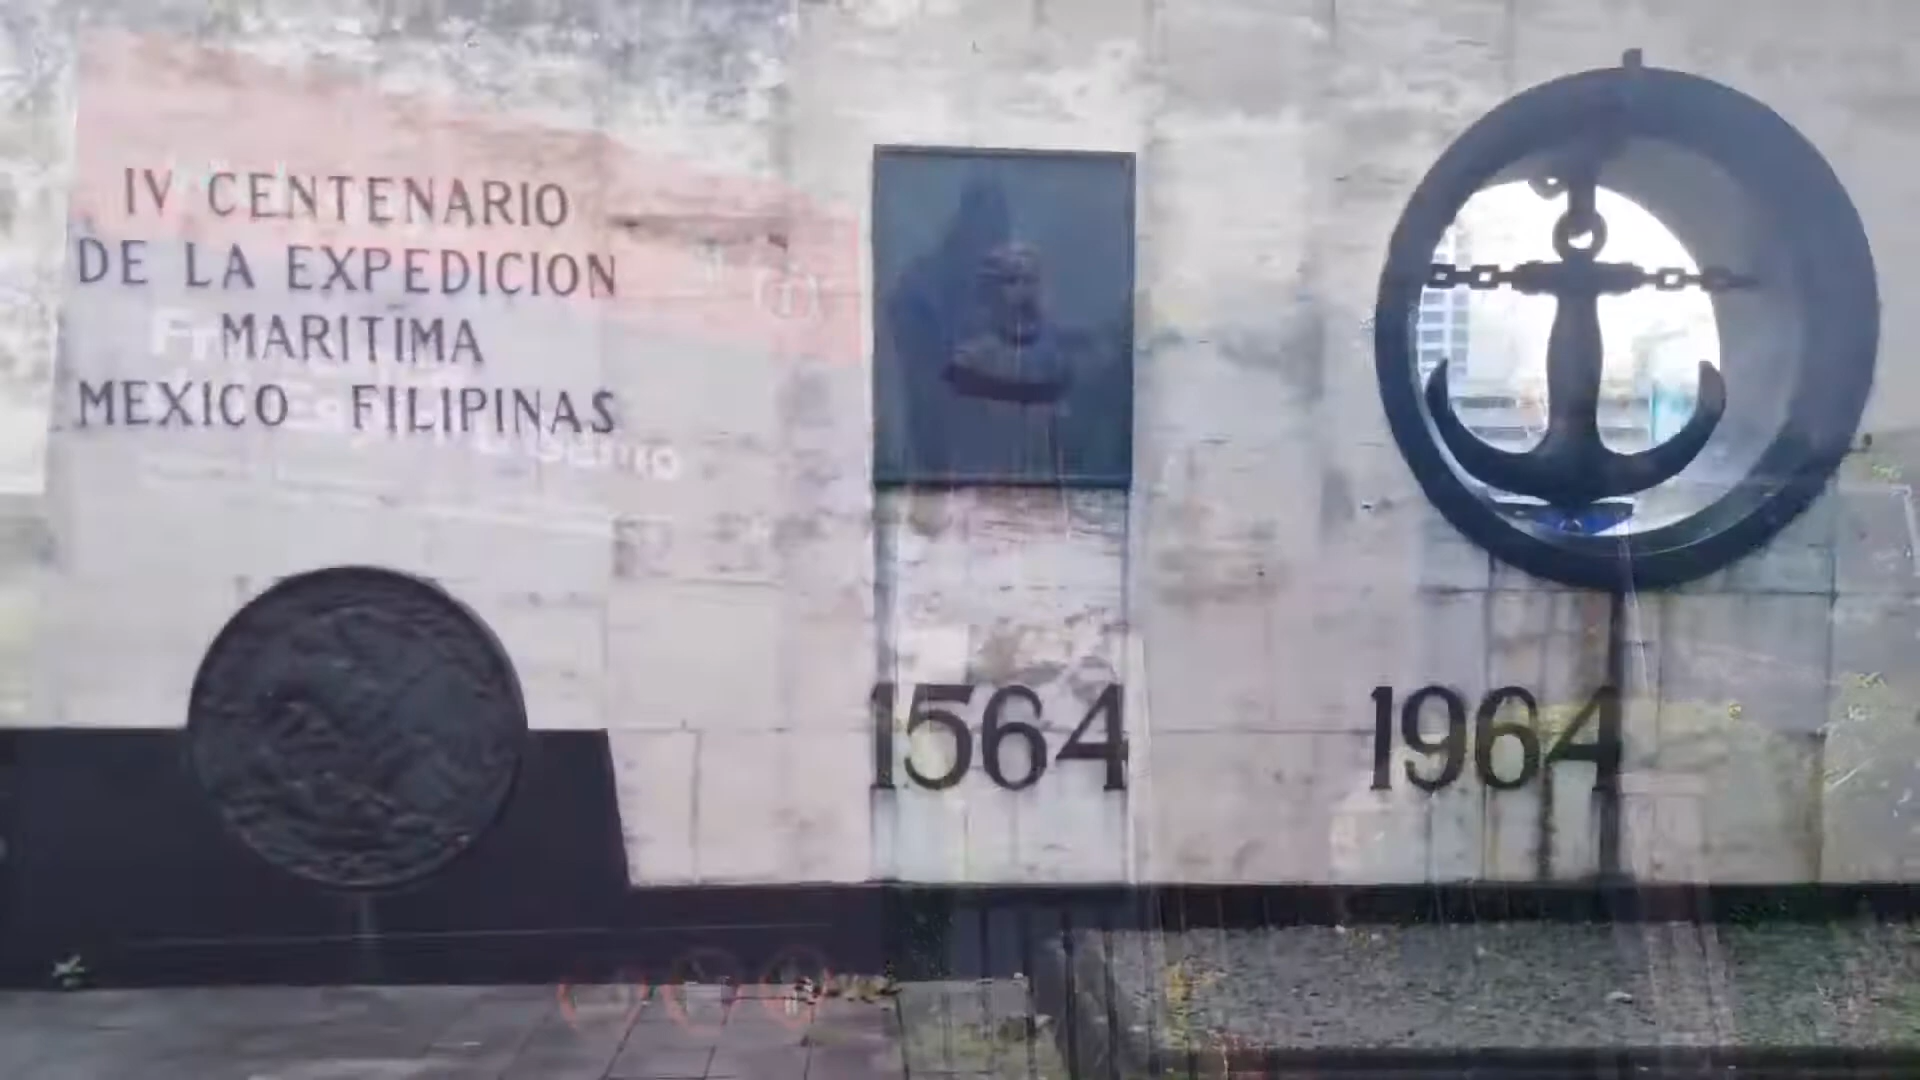 IV CENTENARIO
DE LA EXPEDICION
MARITIMA
MEXICO FILIPINAS
1564
1964